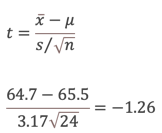 t = (x̄ − μ) / (s/√n)
(64.7 − 65.5) / (3.17√24) = −1.26